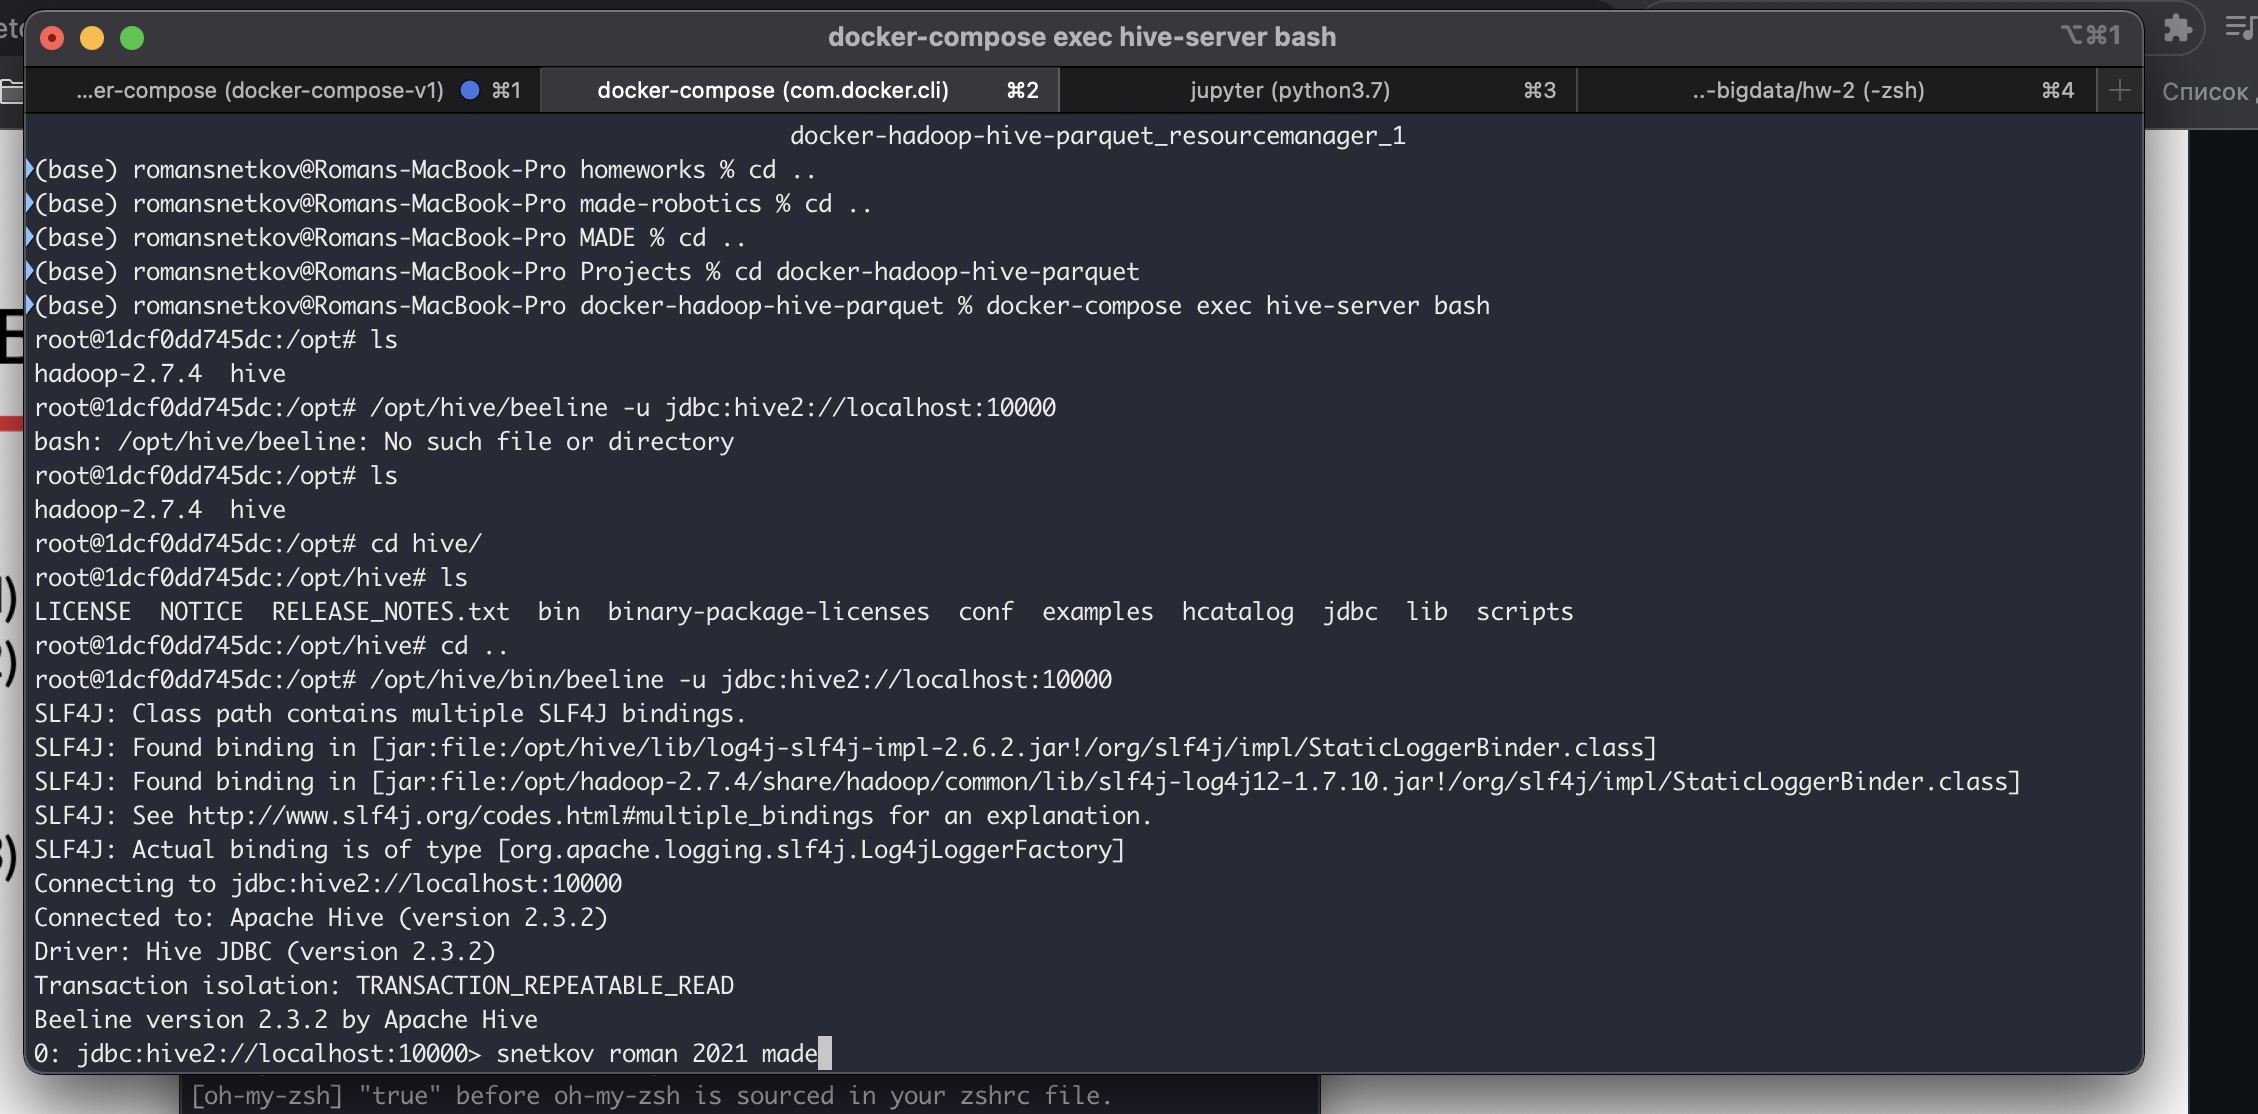 docker-compose exec hive-server bash
⌥⌘1
...er-compose (docker-compose-v1) ⌘1
docker-compose (com.docker.cli) ⌘2
jupyter (python3.7) ⌘3
..-bigdata/hw-2 (-zsh) ⌘4
Список
docker-hadoop-hive-parquet_resourcemanager_1
(base) romansnetkov@Romans-MacBook-Pro homeworks % cd ..
(base) romansnetkov@Romans-MacBook-Pro made-robotics % cd ..
(base) romansnetkov@Romans-MacBook-Pro MADE % cd ..
(base) romansnetkov@Romans-MacBook-Pro Projects % cd docker-hadoop-hive-parquet
(base) romansnetkov@Romans-MacBook-Pro docker-hadoop-hive-parquet % docker-compose exec hive-server bash
root@1dcf0dd745dc:/opt# ls
hadoop-2.7.4  hive
root@1dcf0dd745dc:/opt# /opt/hive/beeline -u jdbc:hive2://localhost:10000
bash: /opt/hive/beeline: No such file or directory
root@1dcf0dd745dc:/opt# ls
hadoop-2.7.4  hive
root@1dcf0dd745dc:/opt# cd hive/
root@1dcf0dd745dc:/opt/hive# ls
LICENSE  NOTICE  RELEASE_NOTES.txt  bin  binary-package-licenses  conf  examples  hcatalog  jdbc  lib  scripts
root@1dcf0dd745dc:/opt/hive# cd ..
root@1dcf0dd745dc:/opt# /opt/hive/bin/beeline -u jdbc:hive2://localhost:10000
SLF4J: Class path contains multiple SLF4J bindings.
SLF4J: Found binding in [jar:file:/opt/hive/lib/log4j-slf4j-impl-2.6.2.jar!/org/slf4j/impl/StaticLoggerBinder.class]
SLF4J: Found binding in [jar:file:/opt/hadoop-2.7.4/share/hadoop/common/lib/slf4j-log4j12-1.7.10.jar!/org/slf4j/impl/StaticLoggerBinder.class]
SLF4J: See http://www.slf4j.org/codes.html#multiple_bindings for an explanation.
SLF4J: Actual binding is of type [org.apache.logging.slf4j.Log4jLoggerFactory]
Connecting to jdbc:hive2://localhost:10000
Connected to: Apache Hive (version 2.3.2)
Driver: Hive JDBC (version 2.3.2)
Transaction isolation: TRANSACTION_REPEATABLE_READ
Beeline version 2.3.2 by Apache Hive
0: jdbc:hive2://localhost:10000> snetkov roman 2021 made
[oh-my-zsh] "true" before oh-my-zsh is sourced in your zshrc file.